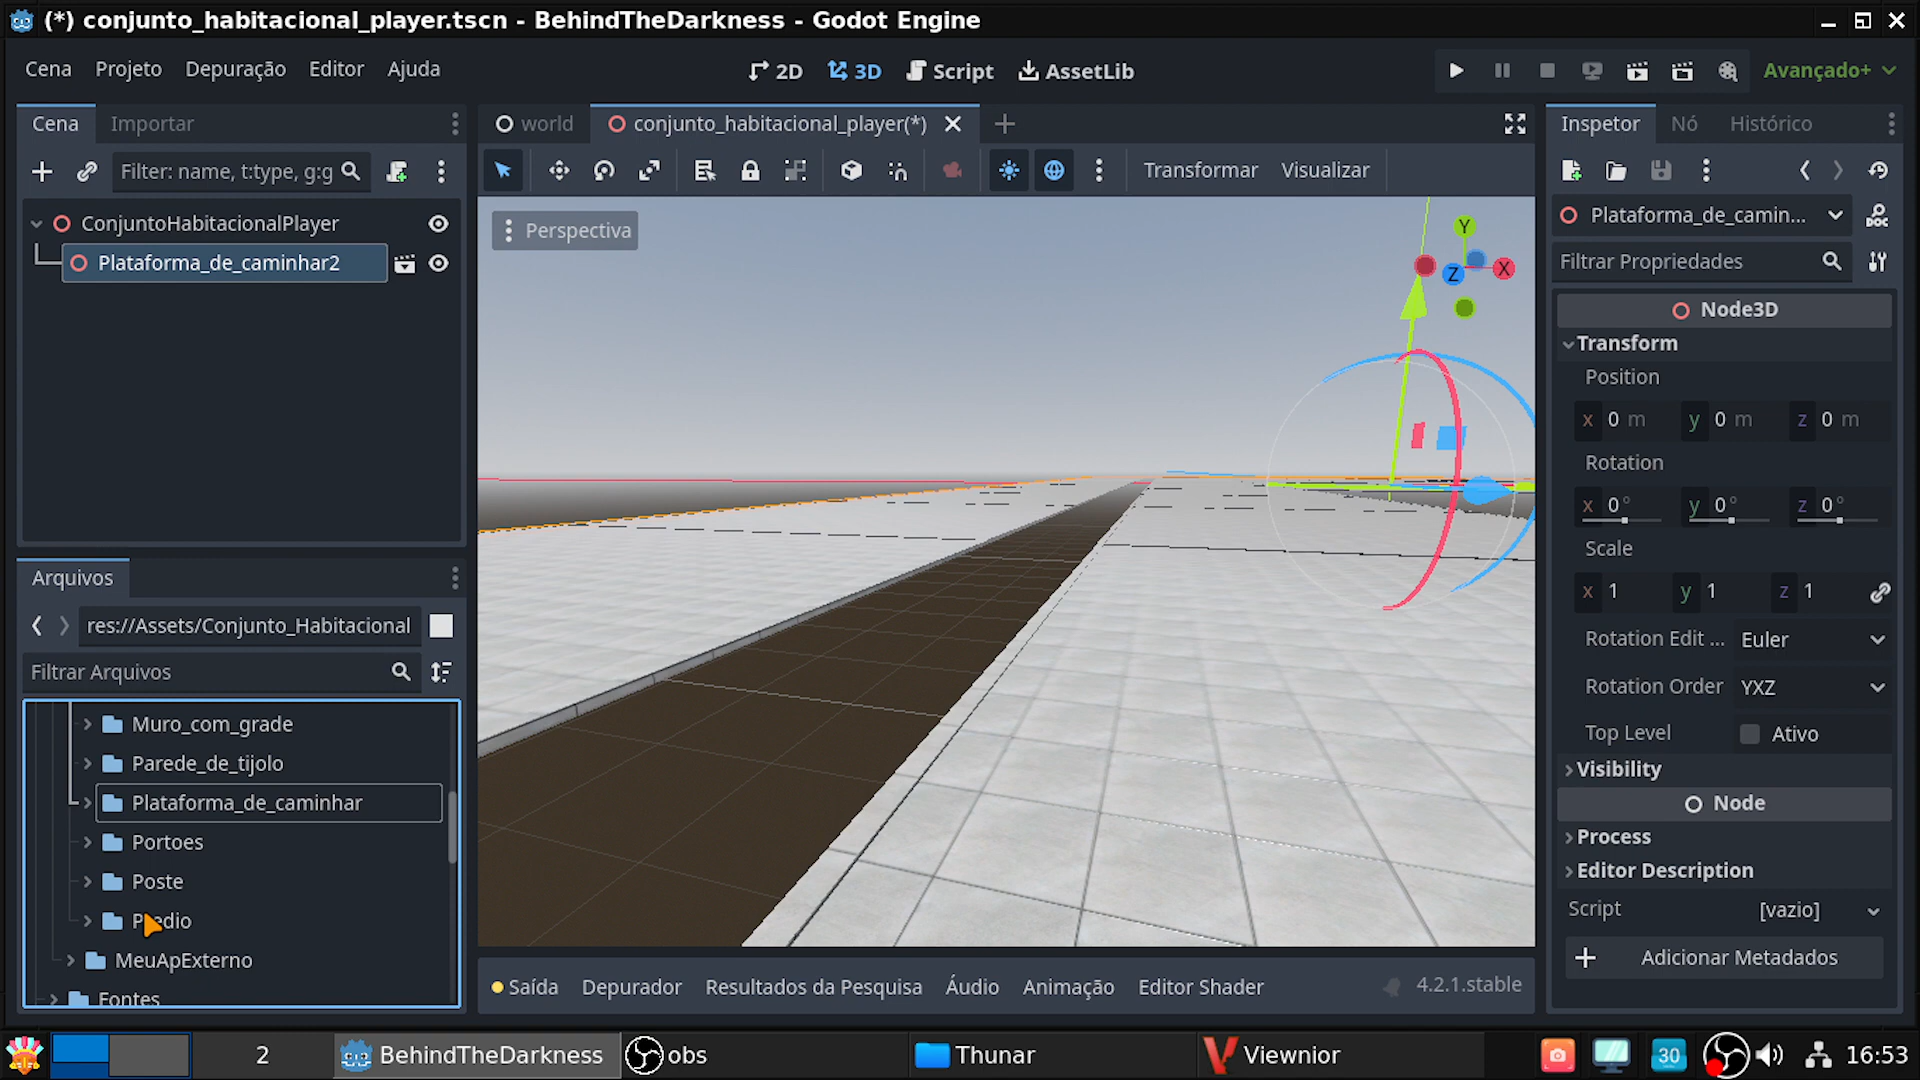 (*) conjunto_habitacional_player.tscn - BehindTheDarkness - Godot Engine
Cena Projeto Depuração Editor Ajuda
2D 3D Script AssetLib
Avançado+
Cena Importar
Filter: name, t:type, g:g
ConjuntoHabitacionalPlayer
Plataforma_de_caminhar2
Arquivos
res://Assets/Conjunto_Habitacional
Filtrar Arquivos
Muro_com_grade
Parede_de_tijolo
Plataforma_de_caminhar
Portoes
Poste
MeuApExterno
Fontes
world conjunto_habitacional_player(*)
Transformar Visualizar
Perspectiva
Y
X
Z
Saída Depurador Resultados da Pesquisa Áudio Animação Editor Shader 4.2.1.stable
Inspetor Nó Histórico
Plataforma_de_camin...
Filtrar Propriedades
Node3D
Transform
Position
x 0 m y 0 m z 0 m
Rotation
x 0° y 0° z 0°
Scale
x 1 y 1 z 1
Rotation Edit ... Euler
Rotation Order YXZ
Top Level Ativo
Visibility
Node
Process
Editor Description
Script [vazio]
Adicionar Metadados
2 BehindTheDarkness obs Thunar Viewnior 30 16:53